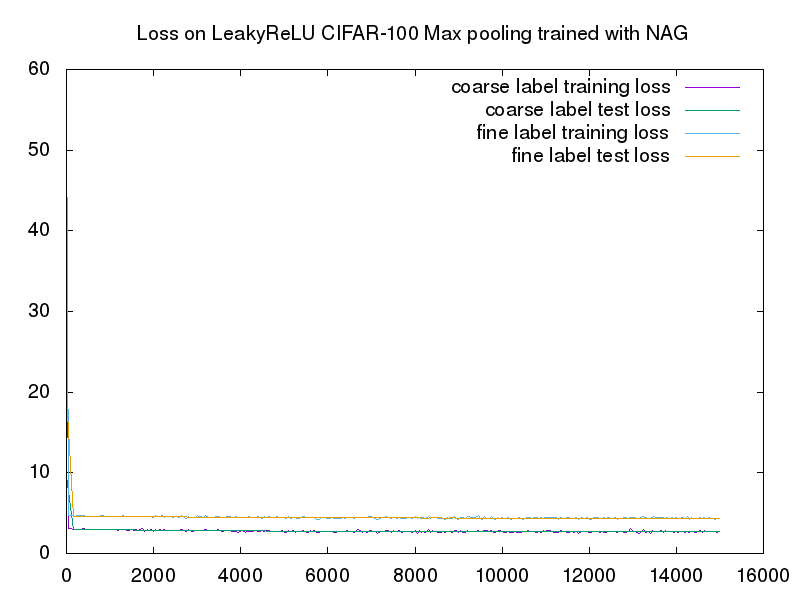 Loss on LeakyReLU CIFAR-100 Max pooling trained with NAG
60
coarse label training loss
coarse label test loss
fine label training loss
fine label test loss
50
40
30
20
10
0
0 2000 4000 6000 8000 10000 12000 14000 16000